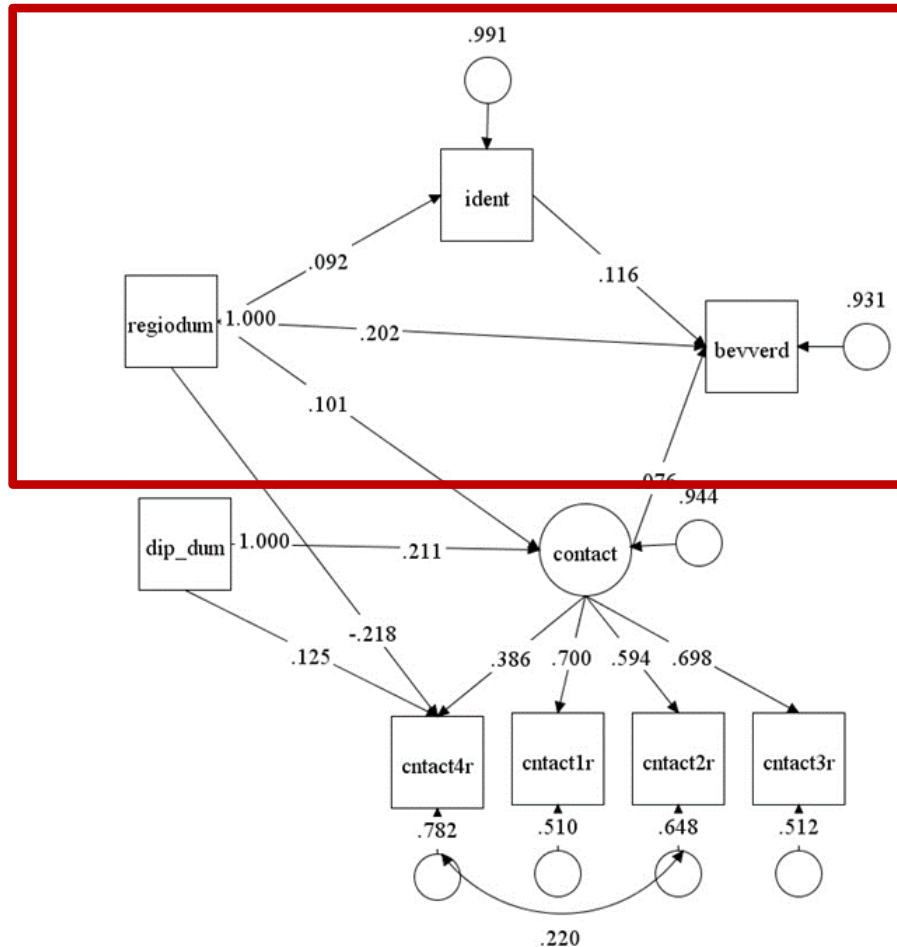 .991
ident
.092
.116
regiodum
1.000
.202
.931
bevverd
.101
.944
dip_dum
1.000
.211
contact
-.218
.125
.386
.700
.594
.698
cntact4r
cntact1r
cntact2r
cntact3r
.782
.510
.648
.512
.220